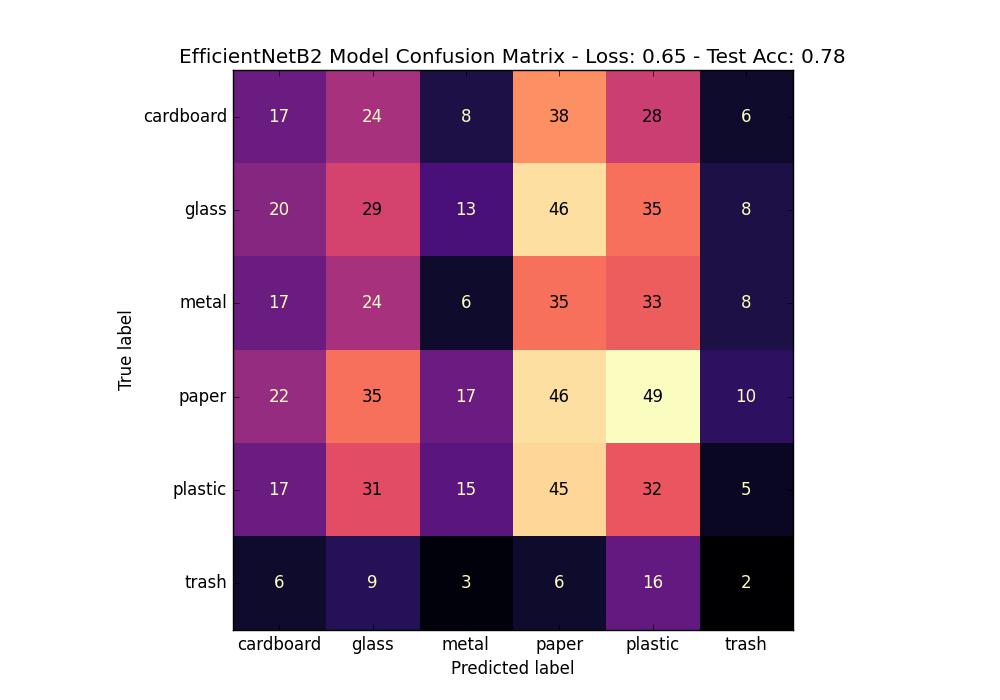 EfficientNetB2 Model Confusion Matrix - Loss: 0.65 - Test Acc: 0.78
cardboard 17 24 8 38 28 6
glass 20 29 13 46 35 8
metal 17 24 6 35 33 8
True label
paper 22 35 17 46 49 10
plastic 17 31 15 45 32 5
trash 6 9 3 6 16 2
cardboard glass metal paper plastic trash
Predicted label